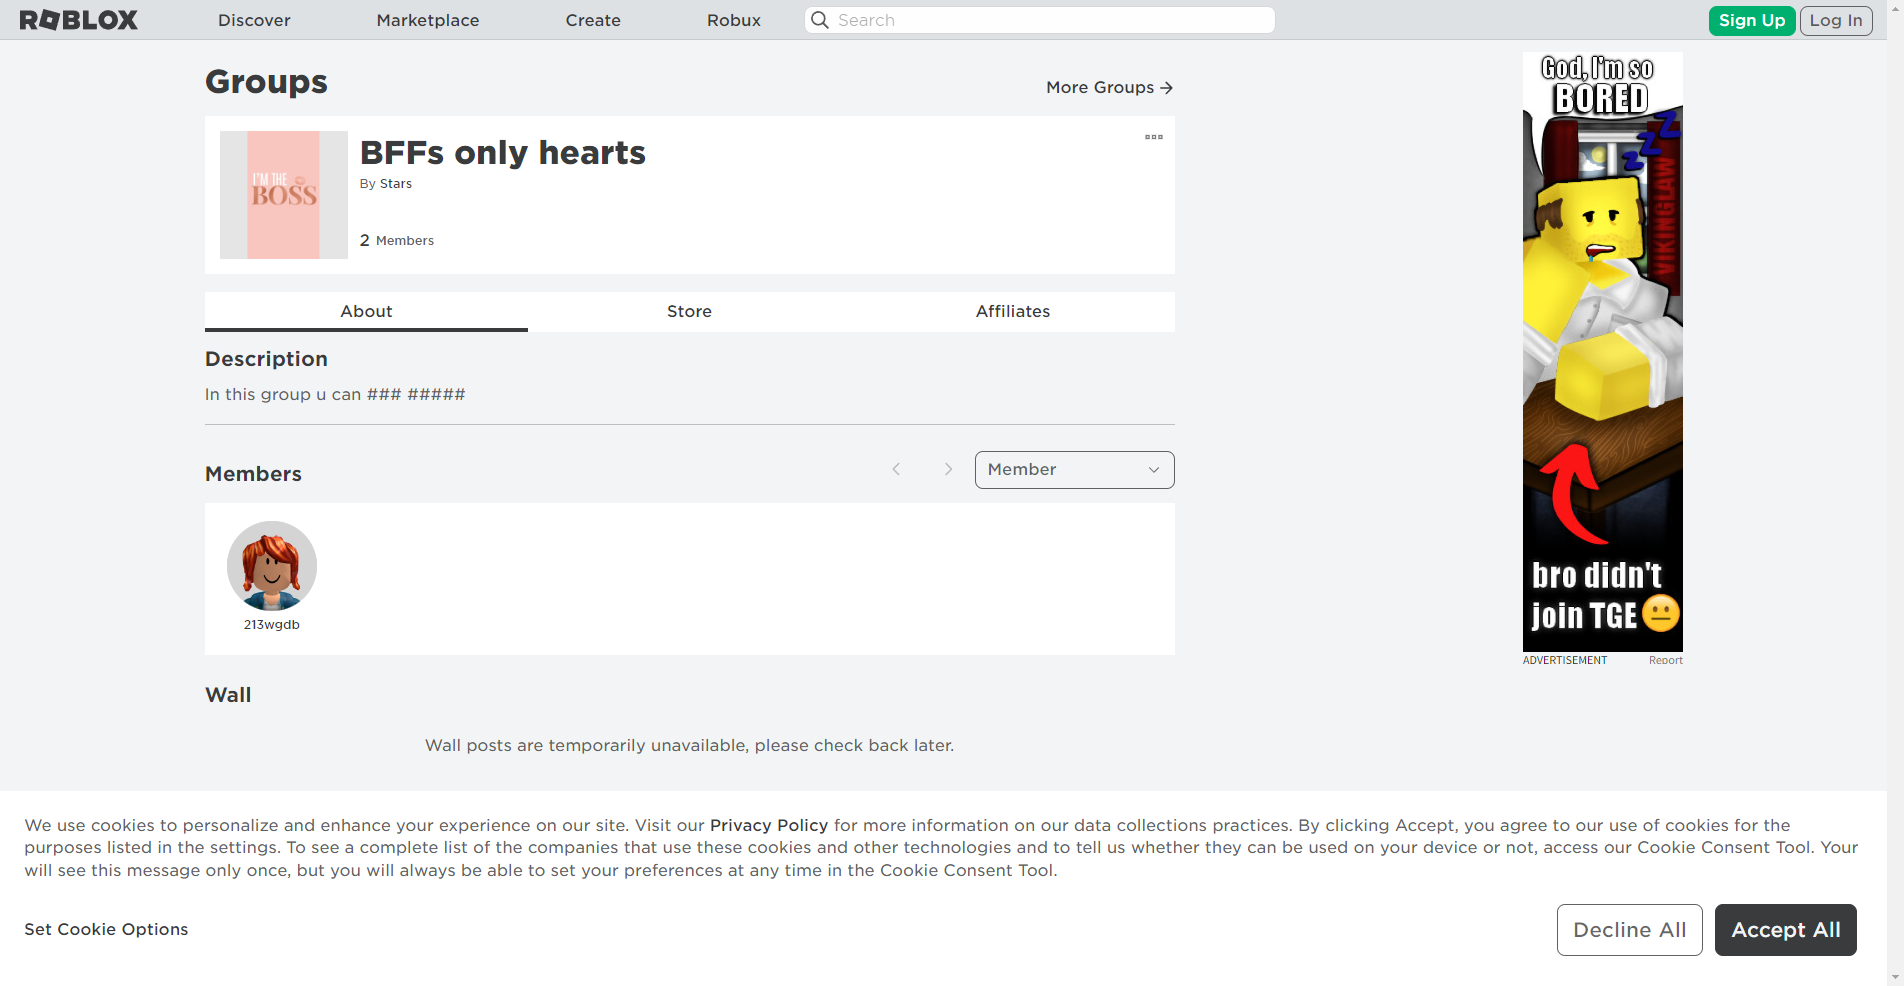 ROBLOX
Discover
Marketplace
Create
Robux
Search
Sign Up
Log In
Groups
More Groups
I'M THE
BOSS
BFFs only hearts
By Stars
2 Members
About
Store
Affiliates
Description
In this group u can ### #####
Members
Member
213wgdb
Wall
Wall posts are temporarily unavailable, please check back later.
God, I'm so
BORED
zzZ
VIKINGLAW
bro didn't
join TGE
ADVERTISEMENT
Report
We use cookies to personalize and enhance your experience on our site. Visit our Privacy Policy for more information on our data collections practices. By clicking Accept, you agree to our use of cookies for the
purposes listed in the settings. To see a complete list of the companies that use these cookies and other technologies and to tell us whether they can be used on your device or not, access our Cookie Consent Tool. Your
will see this message only once, but you will always be able to set your preferences at any time in the Cookie Consent Tool.
Set Cookie Options
Decline All
Accept All